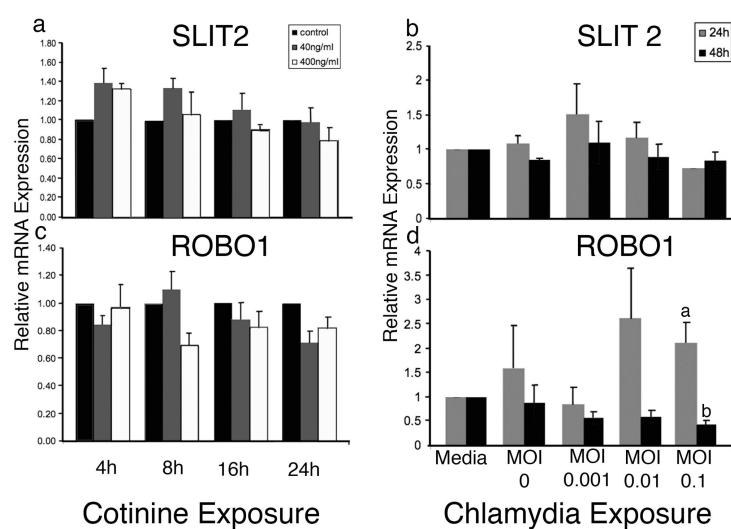 a
SLIT2
control
40ng/ml
400ng/ml
1.80
1.60
1.40
1.20
1.00
0.80
0.60
0.40
0.20
0.00
b
SLIT 2
24h
48h
2.5
2
1.5
1
0.5
0
Relative mRNA Expression
Relative mRNA Expression
c
ROBO1
1.40
1.20
1.00
0.80
0.60
0.40
0.20
0.00
4h 8h 16h 24h
Cotinine Exposure
d
ROBO1
4
3.5
3
2.5
2
1.5
1
0.5
0
a
b
Media MOI MOI MOI MOI
0 0.001 0.01 0.1
Chlamydia Exposure